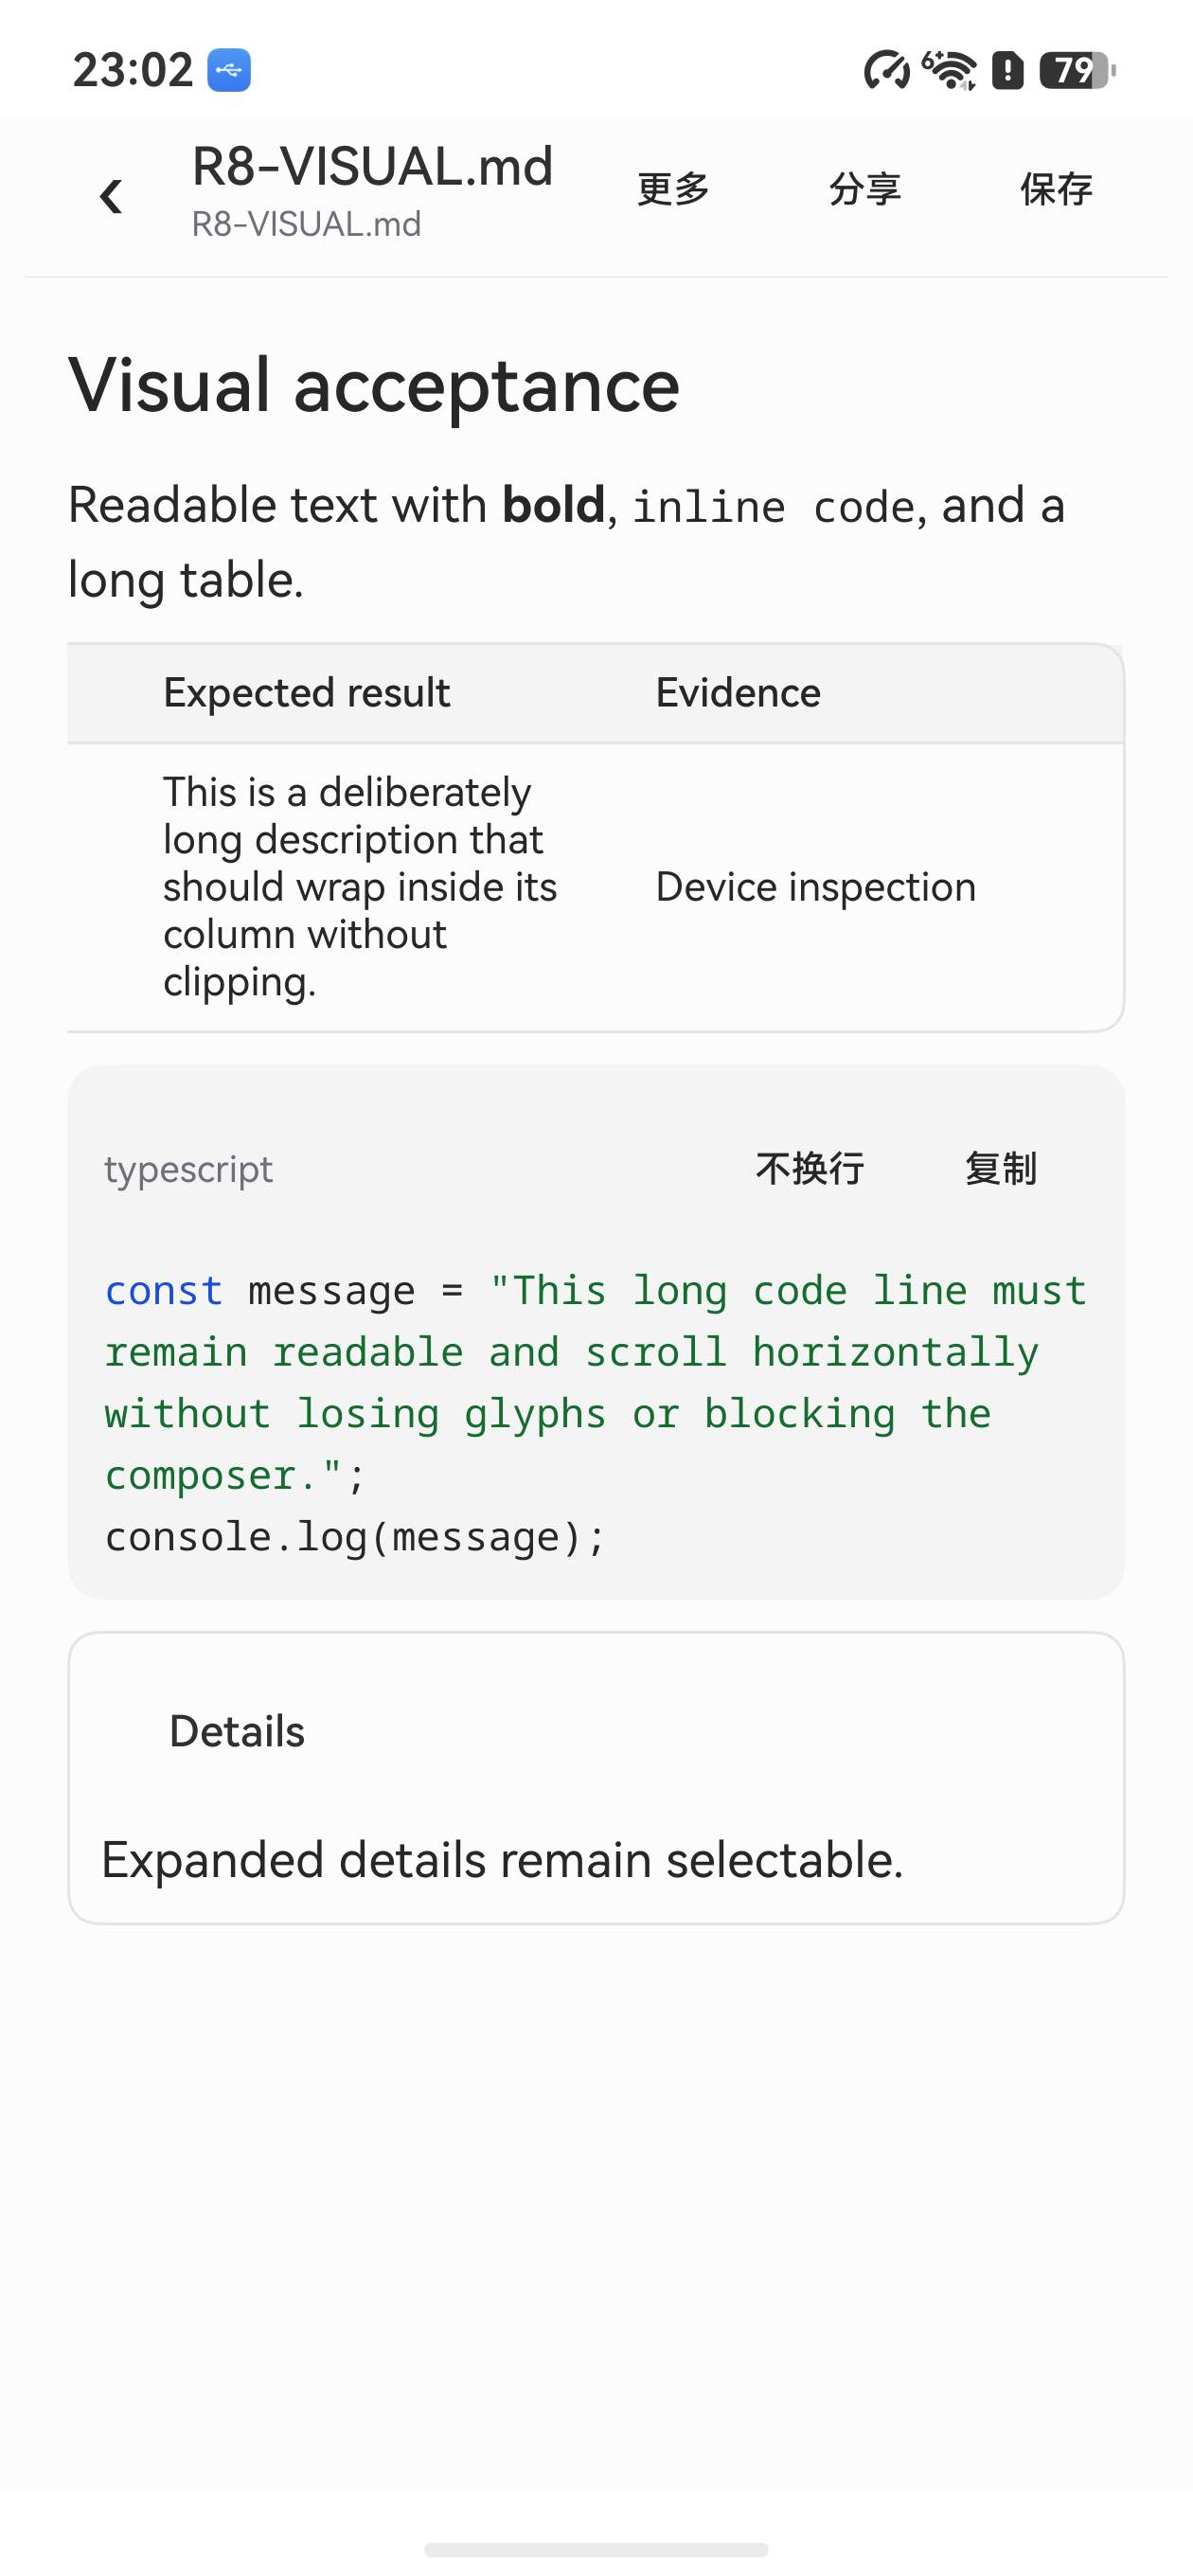 23:02
79
R8-VISUAL.md
R8-VISUAL.md
更多
分享
保存
Visual acceptance
Readable text with bold, inline code, and a
long table.
Expected result
Evidence
This is a deliberately
long description that
should wrap inside its
column without
clipping.
Device inspection
typescript
不换行
复制
const message = "This long code line must
remain readable and scroll horizontally
without losing glyphs or blocking the
composer.";
console.log(message);
Details
Expanded details remain selectable.